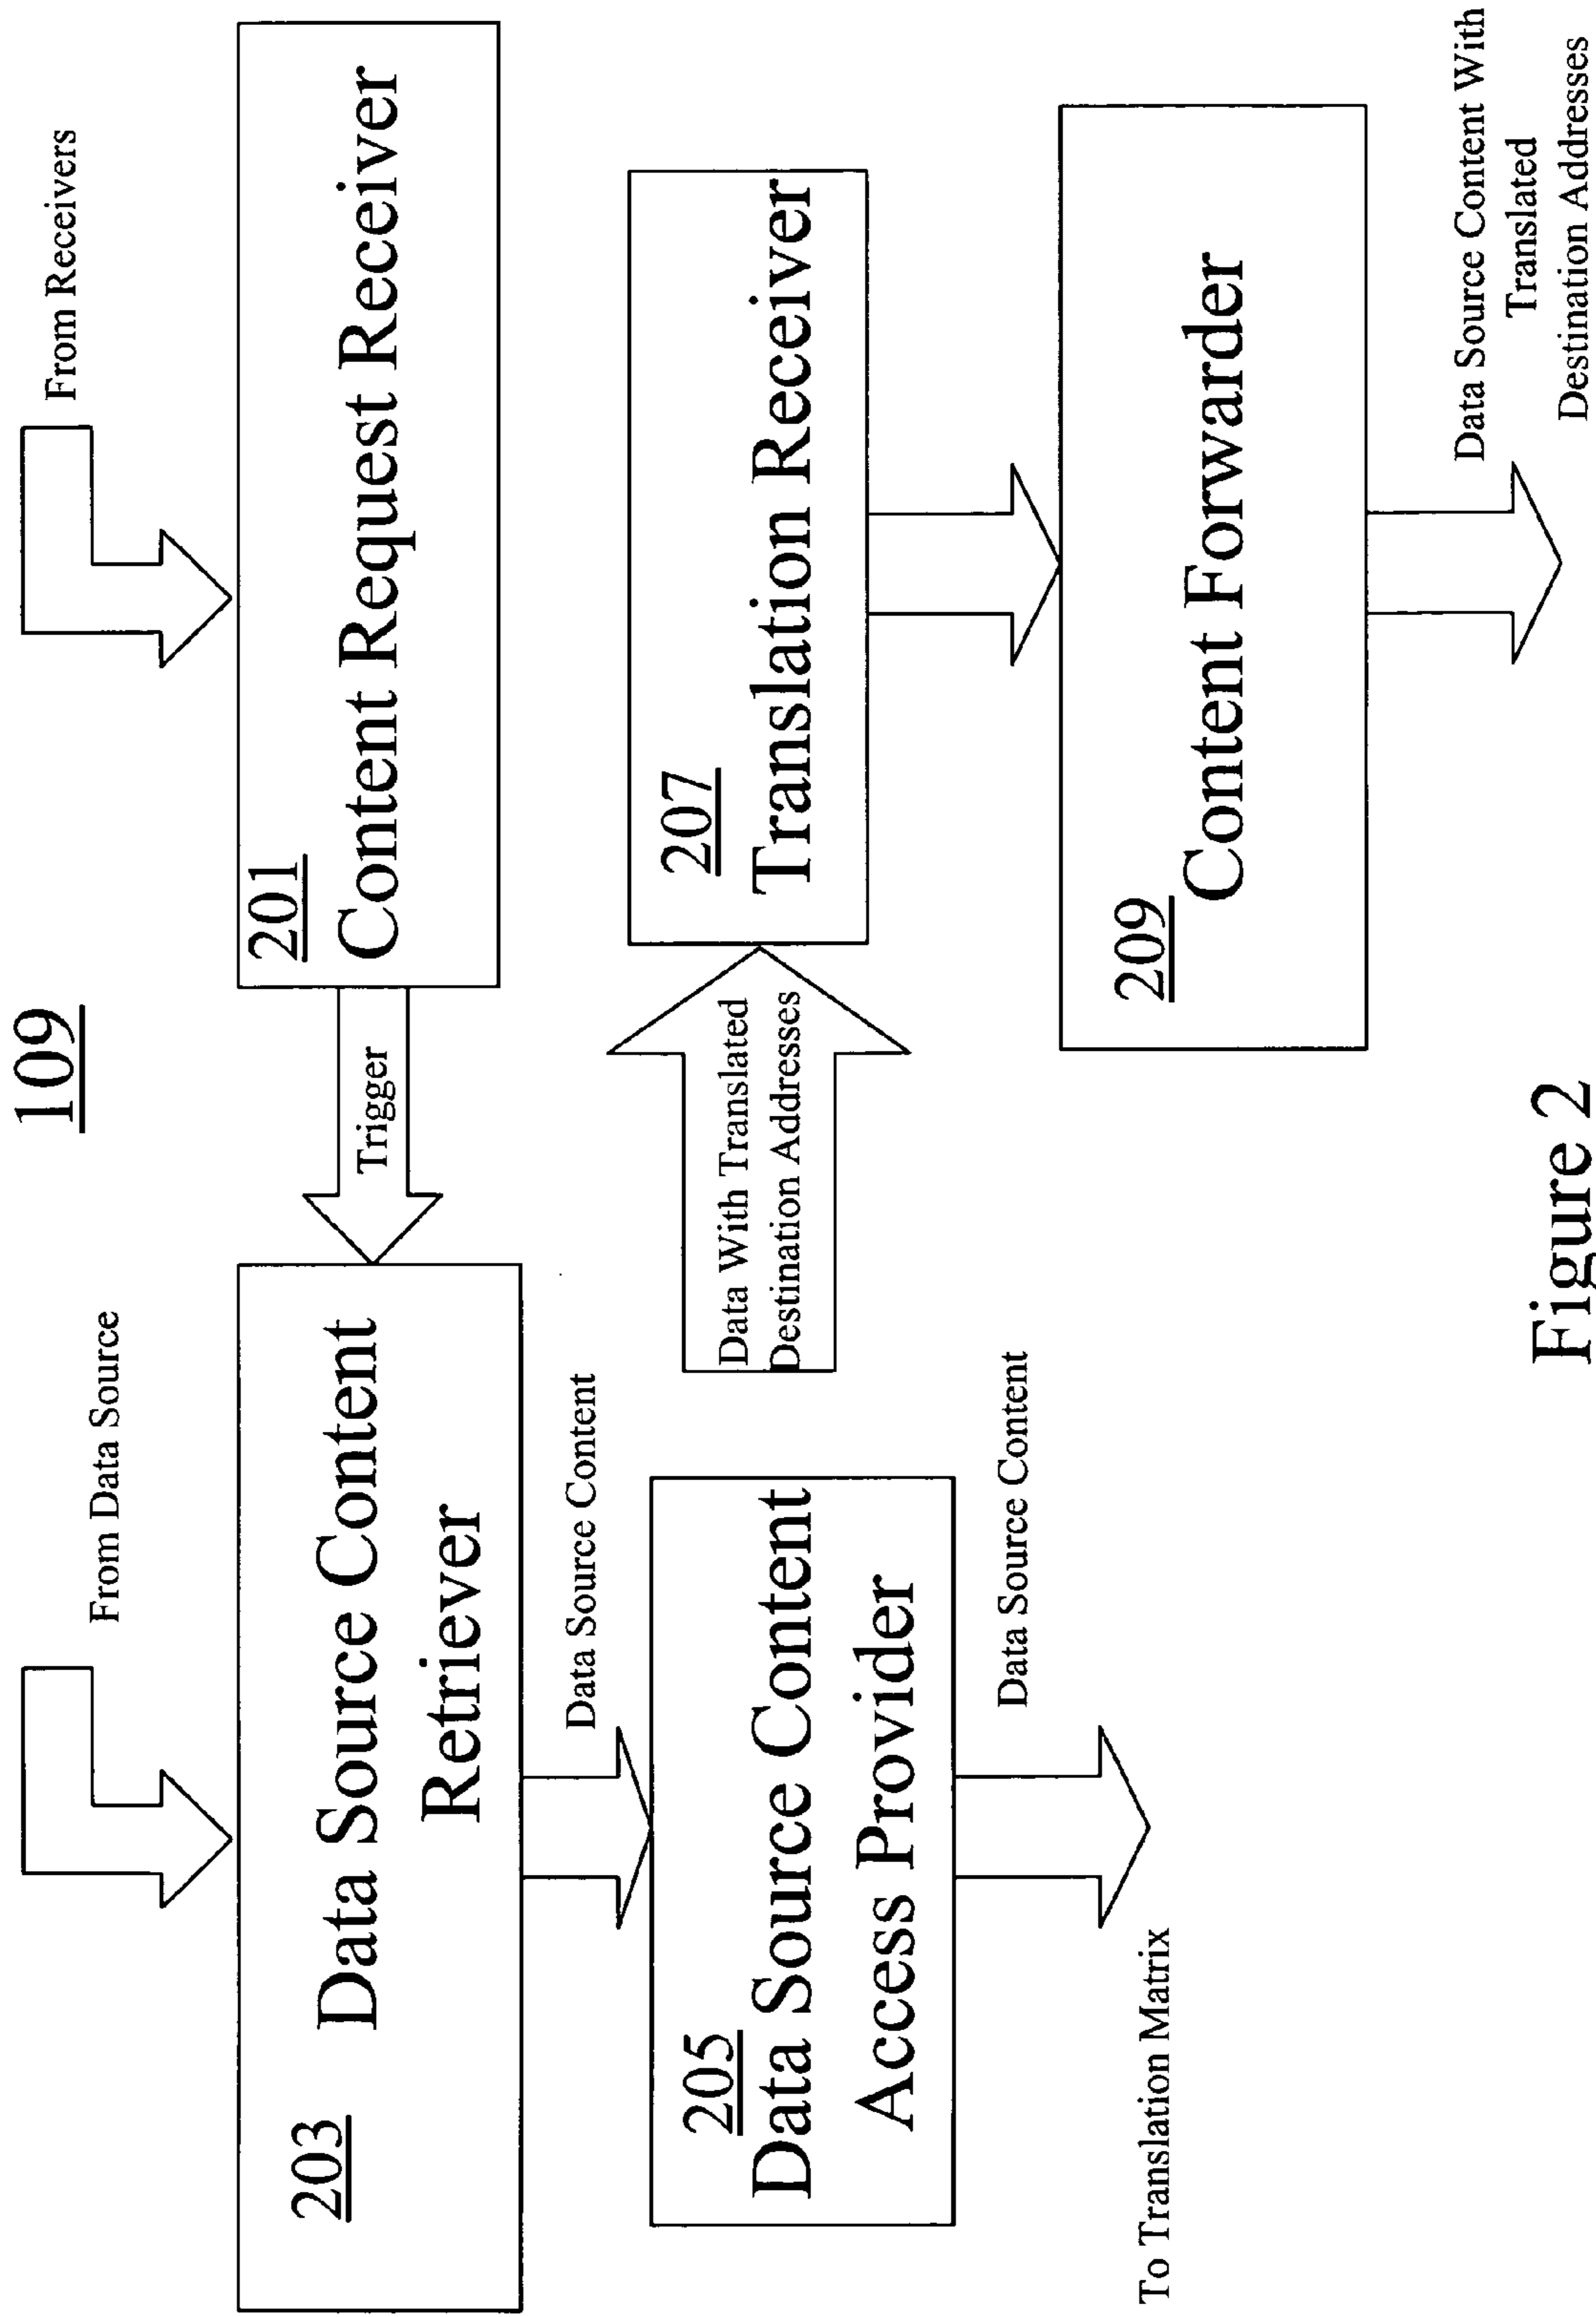 109
From Data Source
From Receivers
203
Data Source Content
Retriever
Trigger
201
Content Request Receiver
Data Source Content
205
Data Source Content
Access Provider
Data With Translated
Destination Addresses
207
Translation Receiver
Data Source Content
To Translation Matrix
209
Content Forwarder
Data Source Content With
Translated
Destination Addresses
Figure 2